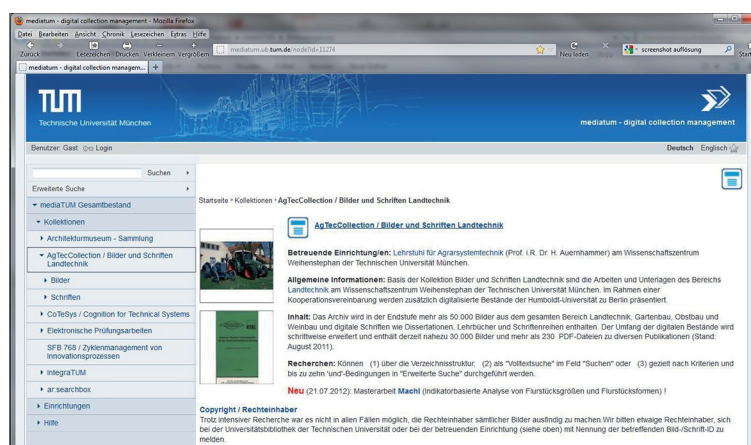 mediatum - digital collection management - Mozilla Firefox
Datei Bearbeiten Ansicht Chronik Lesezeichen Extras Hilfe
Zurück Lesezeichen Drucken Verkleinern Vergrößern mediatum.ub.tum.de/node?id=11274 Neu laden Stopp screenshot auflösung Start
mediatum - digital collection managem...
TUM
Technische Universität München
mediatum - digital collection management
Benutzer: Gast Login
Deutsch Englisch
Suchen
Erweiterte Suche
mediaTUM Gesamtbestand
Kollektionen
Architekturmuseum - Sammlung
AgTecCollection / Bilder und Schriften
Landtechnik
Bilder
Schriften
CoTeSys / Cognition for Technical Systems
Elektronische Prüfungsarbeiten
SFB 768 / Zyklenmanagement von
Innovationsprozessen
IntegraTUM
ar:searchbox
Einrichtungen
Hilfe
Startseite Kollektionen AgTecCollection / Bilder und Schriften Landtechnik
AgTecCollection / Bilder und Schriften Landtechnik
Betreuende Einrichtung/en: Lehrstuhl für Agrarsystemtechnik (Prof. i.R. Dr. H. Auernhammer) am Wissenschaftszentrum
Weihenstephan der Technischen Universität München.
Allgemeine Informationen: Basis der Kollektion Bilder und Schriften Landtechnik sind die Arbeiten und Unterlagen des Bereichs
Landtechnik am Wissenschaftszentrum Weihenstephan der Technischen Universität München. Im Rahmen einer
Kooperationsvereinbarung werden zusätzlich digitalisierte Bestände der Humboldt-Universität zu Berlin präsentiert.
Inhalt: Das Archiv wird in der Endstufe mehr als 50.000 Bilder aus dem gesamten Bereich Landtechnik, Gartenbau, Obstbau und
Weinbau und digitale Schriften wie Dissertationen, Lehrbücher und Schriftenreihen enthalten. Der Umfang der digitalen Bestände wird
schrittweise erweitert und enthält derzeit nahezu 30.000 Bilder und mehr als 230 PDF-Dateien zu diversen Publikationen (Stand:
August 2011).
Recherchen: Können (1) über die Verzeichnisstruktur, (2) als "Volltextsuche" im Feld "Suchen" oder (3) gezielt nach Kriterien und
bis zu zehn 'und'-Bedingungen in "Erweiterte Suche" durchgeführt werden.
Neu (21.07.2012): Masterarbeit Machl (Indikatorbasierte Analyse von Flurstücksgrößen und Flurstücksformen) !
Copyright / Rechteinhaber
Trotz intensiver Recherche war es nicht in allen Fällen möglich, die Rechteinhaber sämtlicher Bilder ausfindig zu machen.Wir bitten etwaige Rechteinhaber, sich
bei der Universitätsbibliothek der Technischen Universität oder bei der betreuenden Einrichtung (siehe oben) mit Nennung der betreffenden Bild-/Schrift-ID zu
melden.